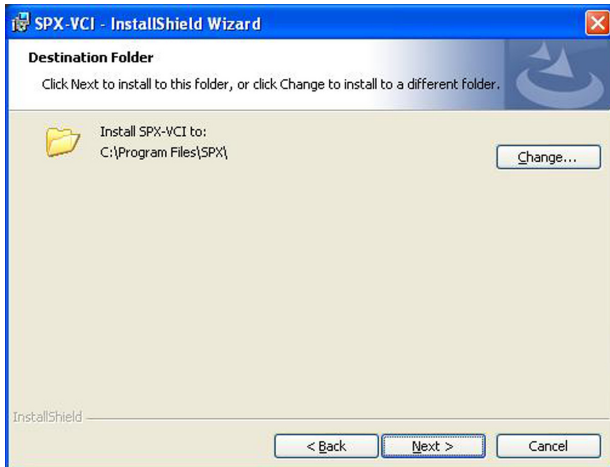 SPX-VCI - InstallShield Wizard
Destination Folder
Click Next to install to this folder, or click Change to install to a different folder.
Install SPX-VCI to:
C:\Program Files\SPX\
Change...
InstallShield
< Back
Next >
Cancel